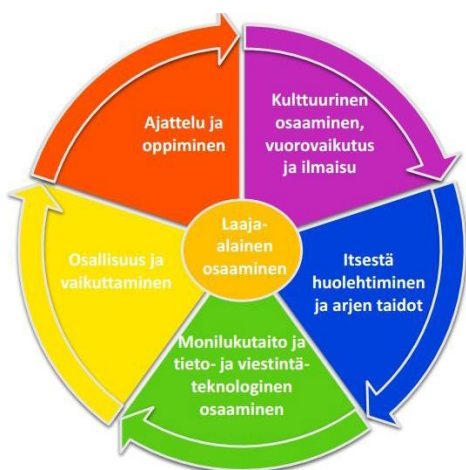 Ajattelu ja
oppiminen
Kulttuurinen
osaaminen,
vuorovaikutus
ja ilmaisu
Laaja-
alainen
osaaminen
Osallisuus ja
vaikuttaminen
Itsestä
huolehtiminen
ja arjen taidot
Monilukutaito ja
tieto- ja viestintä-
teknologinen
osaaminen